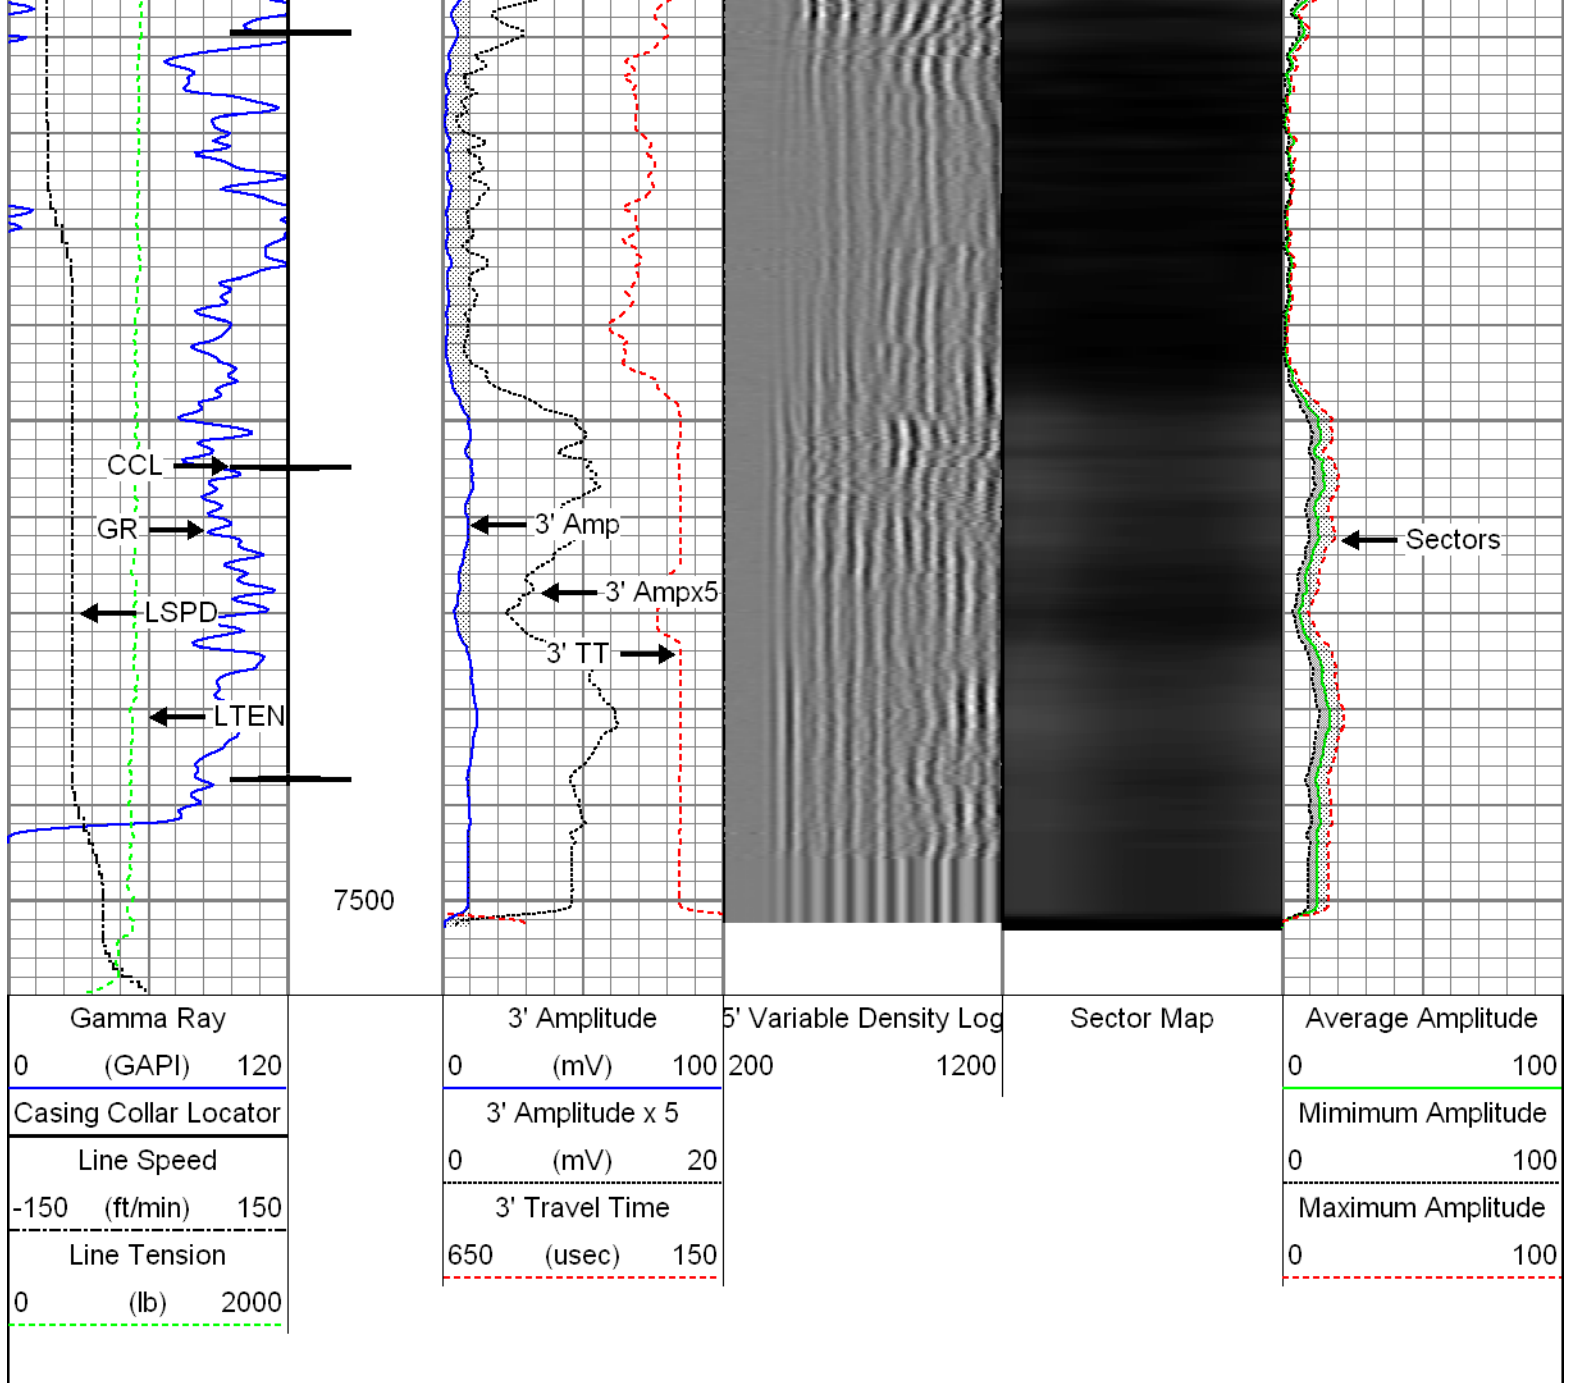 CCL
3' Amp
GR
Sectors
3' Ampx5
LSPD
3' TT
LTEN
7500
Gamma Ray
0 (GAPI) 120
Casing Collar Locator
Line Speed
-150 (ft/min) 150
Line Tension
0 (lb) 2000
3' Amplitude
0 (mV) 100
3' Amplitude x 5
0 (mV) 20
3' Travel Time
650 (usec) 150
5' Variable Density Log
200 1200
Sector Map
Average Amplitude
0 100
Mimimum Amplitude
0 100
Maximum Amplitude
0 100